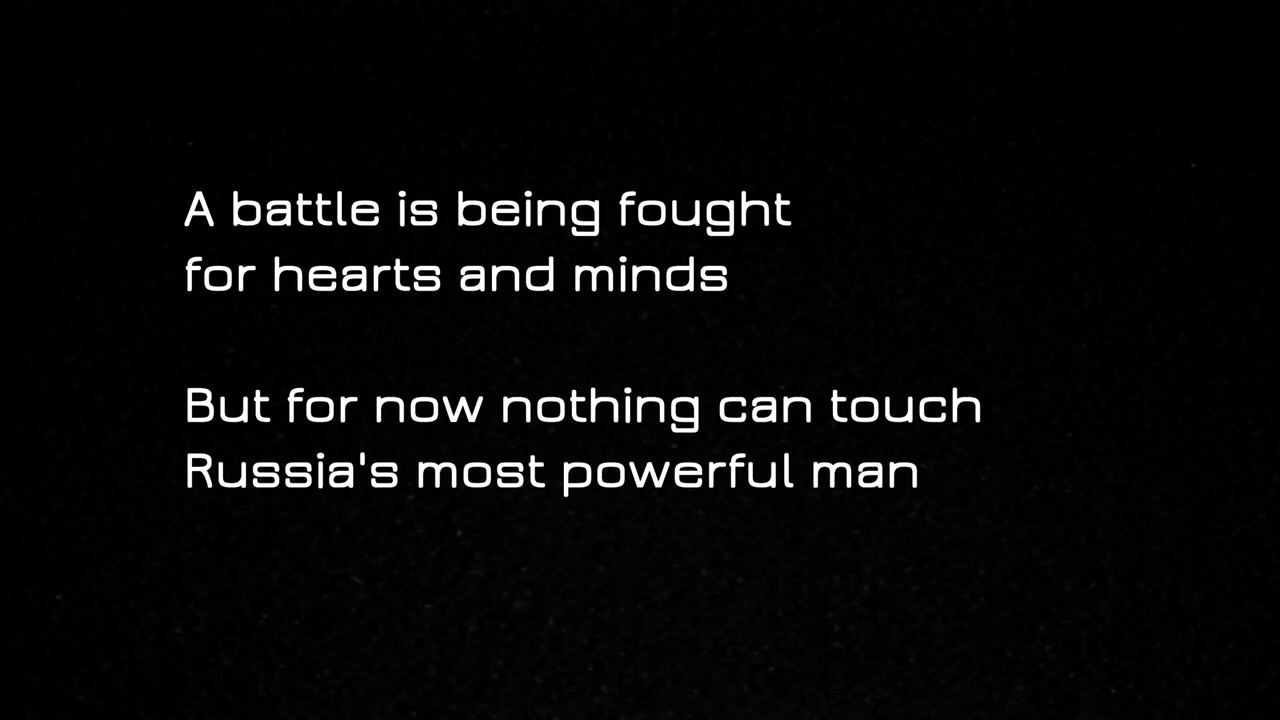 A battle is being fought
for hearts and minds
But for now nothing can touch
Russia's most powerful man